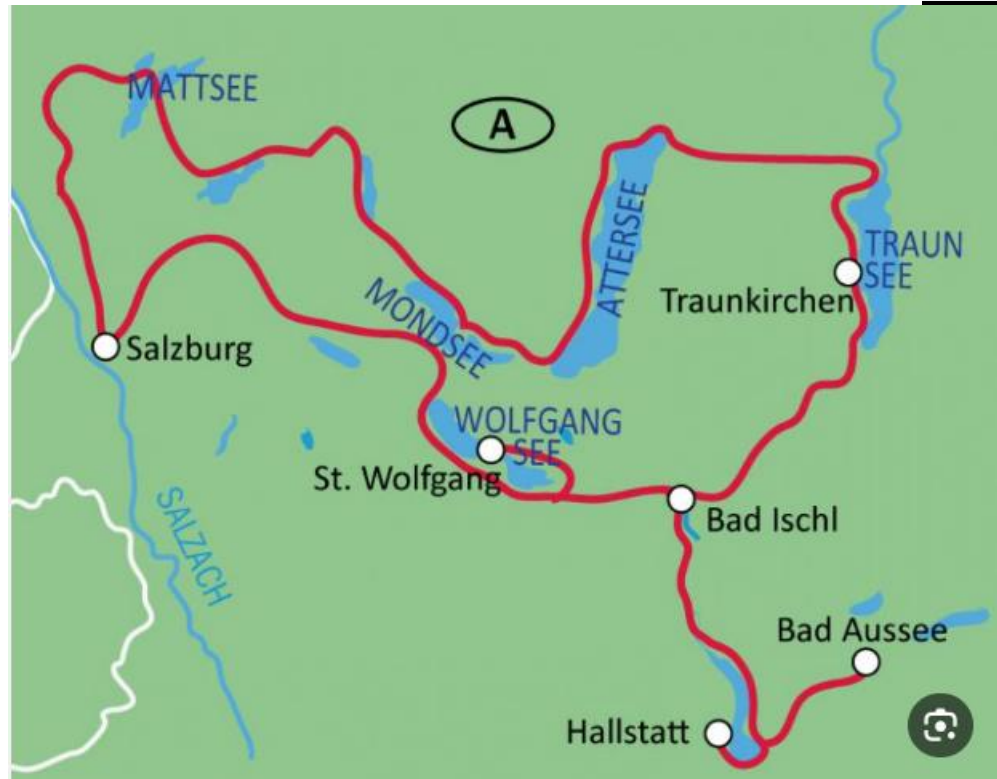 MATTSEE
A
ATTERSEE
TRAUN
SEE
Traunkirchen
MONDSEE
Salzburg
WOLFGANG
SEE
St. Wolfgang
Bad Ischl
SALZACH
Bad Aussee
Hallstatt